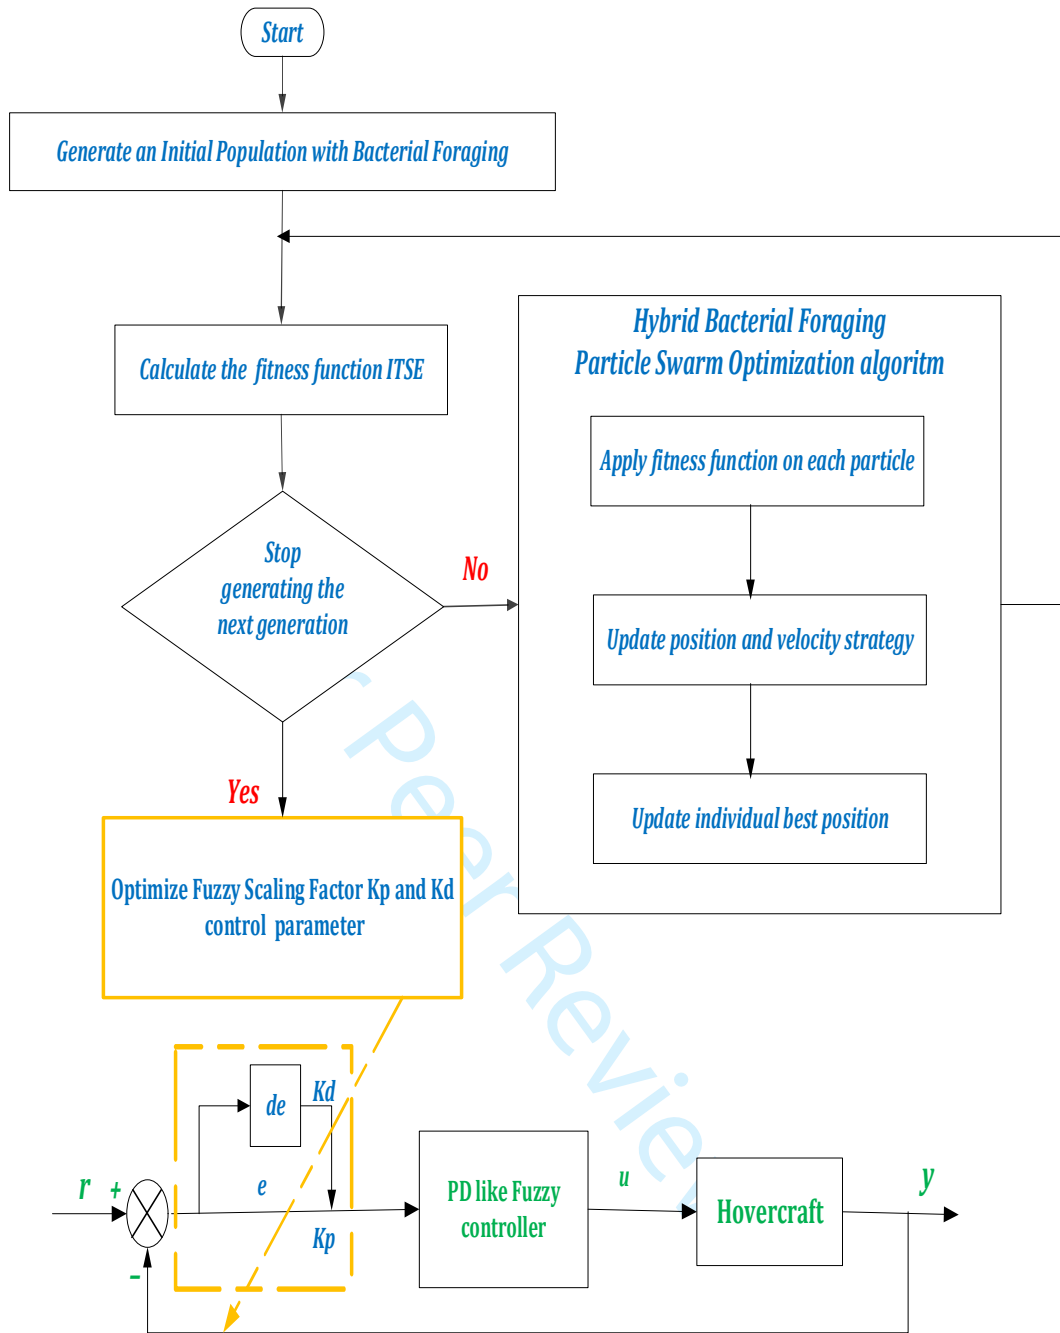 Start
Generate an Initial Population with Bacterial Foraging
Calculate the fitness function ITSE
Stop
generating the
next generation
No
Yes
Hybrid Bacterial Foraging
Particle Swarm Optimization algoritm
Apply fitness function on each particle
Update position and velocity strategy
Update individual best position
Optimize Fuzzy Scaling Factor Kp and Kd
control parameter
r
+
−
de
Kd
e
Kp
PD like Fuzzy
controller
u
Hovercraft
y
r Peer Review